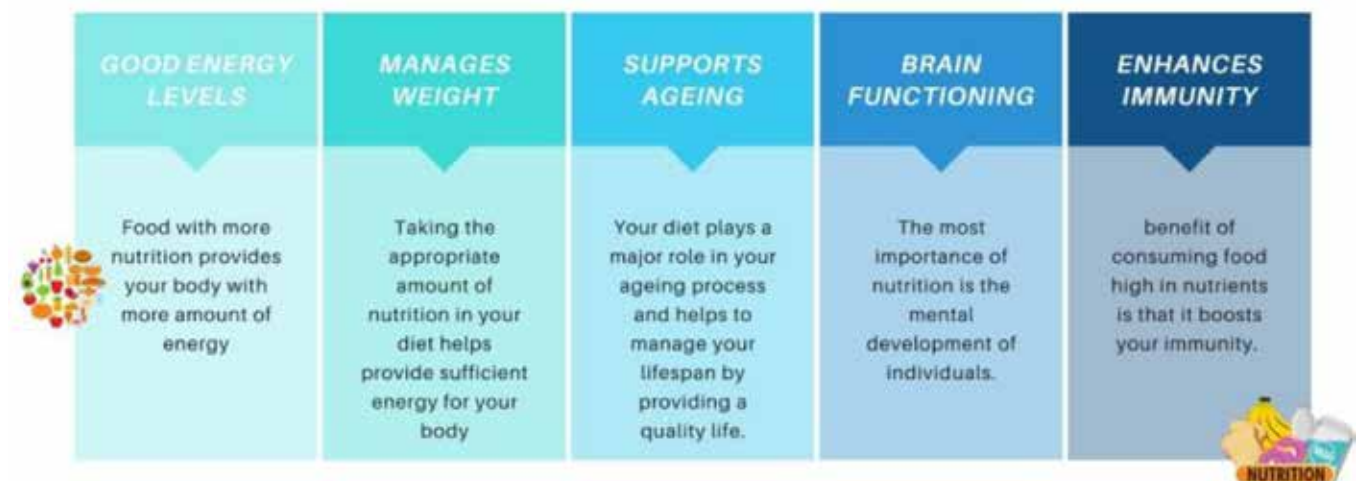 GOOD ENERGY
LEVELS
Food with more
nutrition provides
your body with
more amount of
energy
MANAGES
WEIGHT
Taking the
appropriate
amount of
nutrition in your
diet helps
provide sufficient
energy for your
body
SUPPORTS
AGEING
Your diet plays a
major role in your
ageing process
and helps to
manage your
lifespan by
providing a
quality life.
BRAIN
FUNCTIONING
The most
importance of
nutrition is the
mental
development of
individuals.
ENHANCES
IMMUNITY
benefit of
consuming food
high in nutrients
is that it boosts
your immunity.
NUTRITION